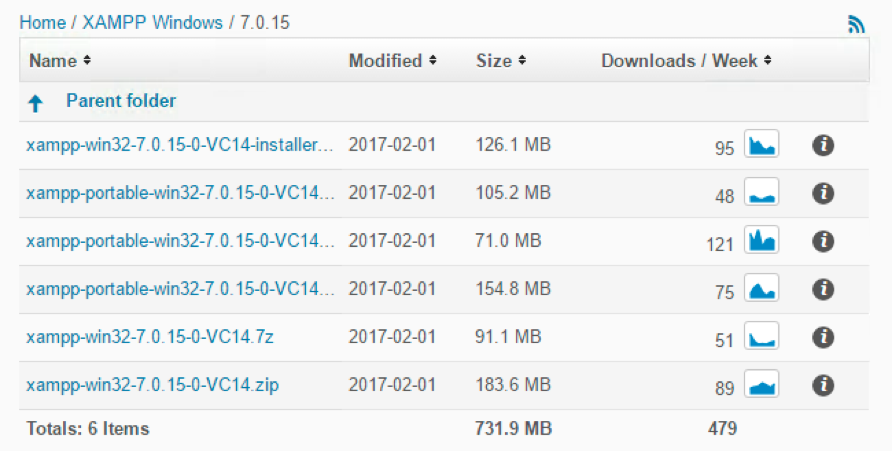 Home / XAMPP Windows / 7.0.15
Name Modified Size Downloads / Week
Parent folder
xampp-win32-7.0.15-0-VC14-installer... 2017-02-01 126.1 MB 95
xampp-portable-win32-7.0.15-0-VC14... 2017-02-01 105.2 MB 48
xampp-portable-win32-7.0.15-0-VC14... 2017-02-01 71.0 MB 121
xampp-portable-win32-7.0.15-0-VC14... 2017-02-01 154.8 MB 75
xampp-win32-7.0.15-0-VC14.7z 2017-02-01 91.1 MB 51
xampp-win32-7.0.15-0-VC14.zip 2017-02-01 183.6 MB 89
Totals: 6 Items 731.9 MB 479